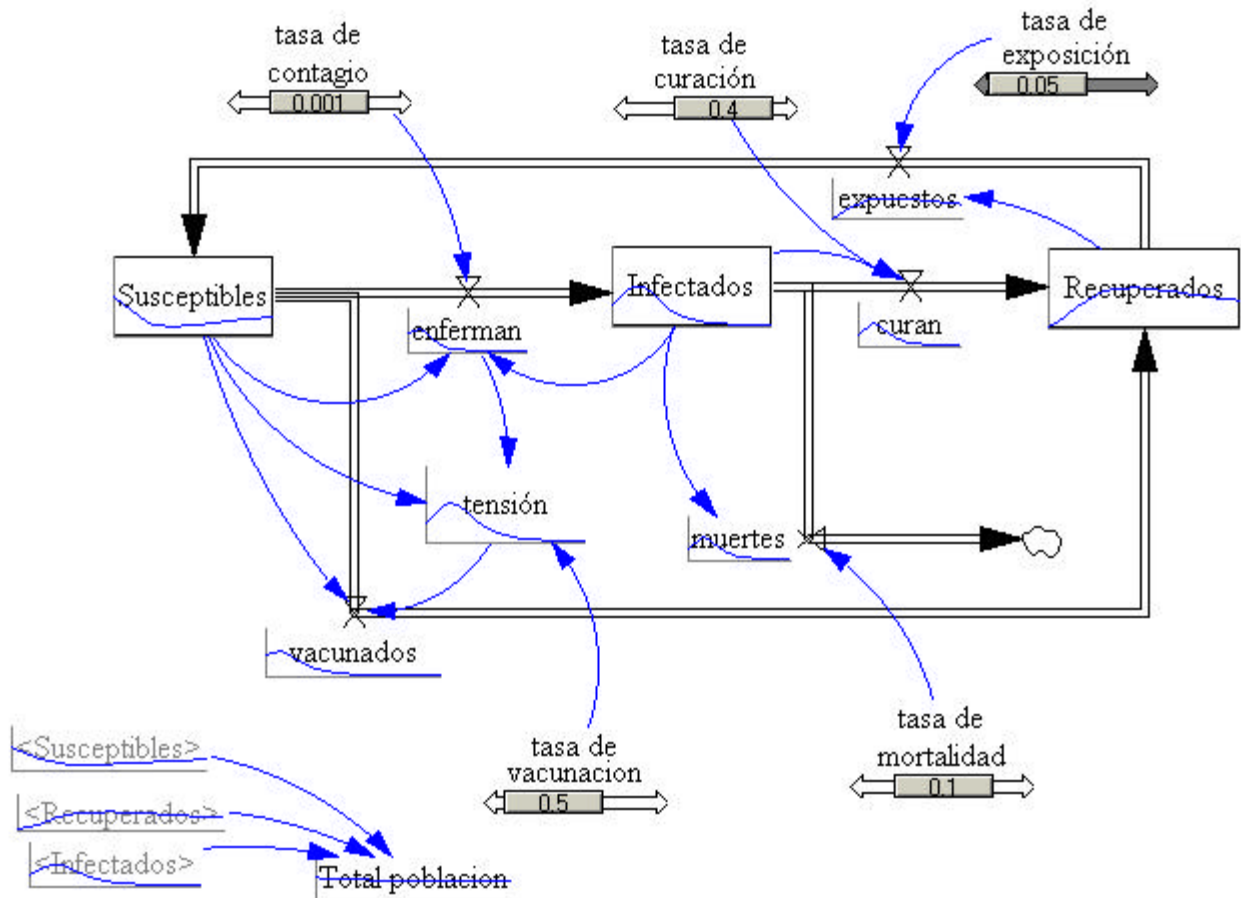 tasa de
contagio
0.001
tasa de
curación
0.4
tasa de
exposición
0.05
expuestos
Susceptibles
Infectados
Recuperados
enferman
curan
tensión
muertes
vacunados
tasa de
vacunación
0.5
tasa de
mortalidad
0.1
<Susceptibles>
<Recuperados>
<Infectados>
Total poblacion